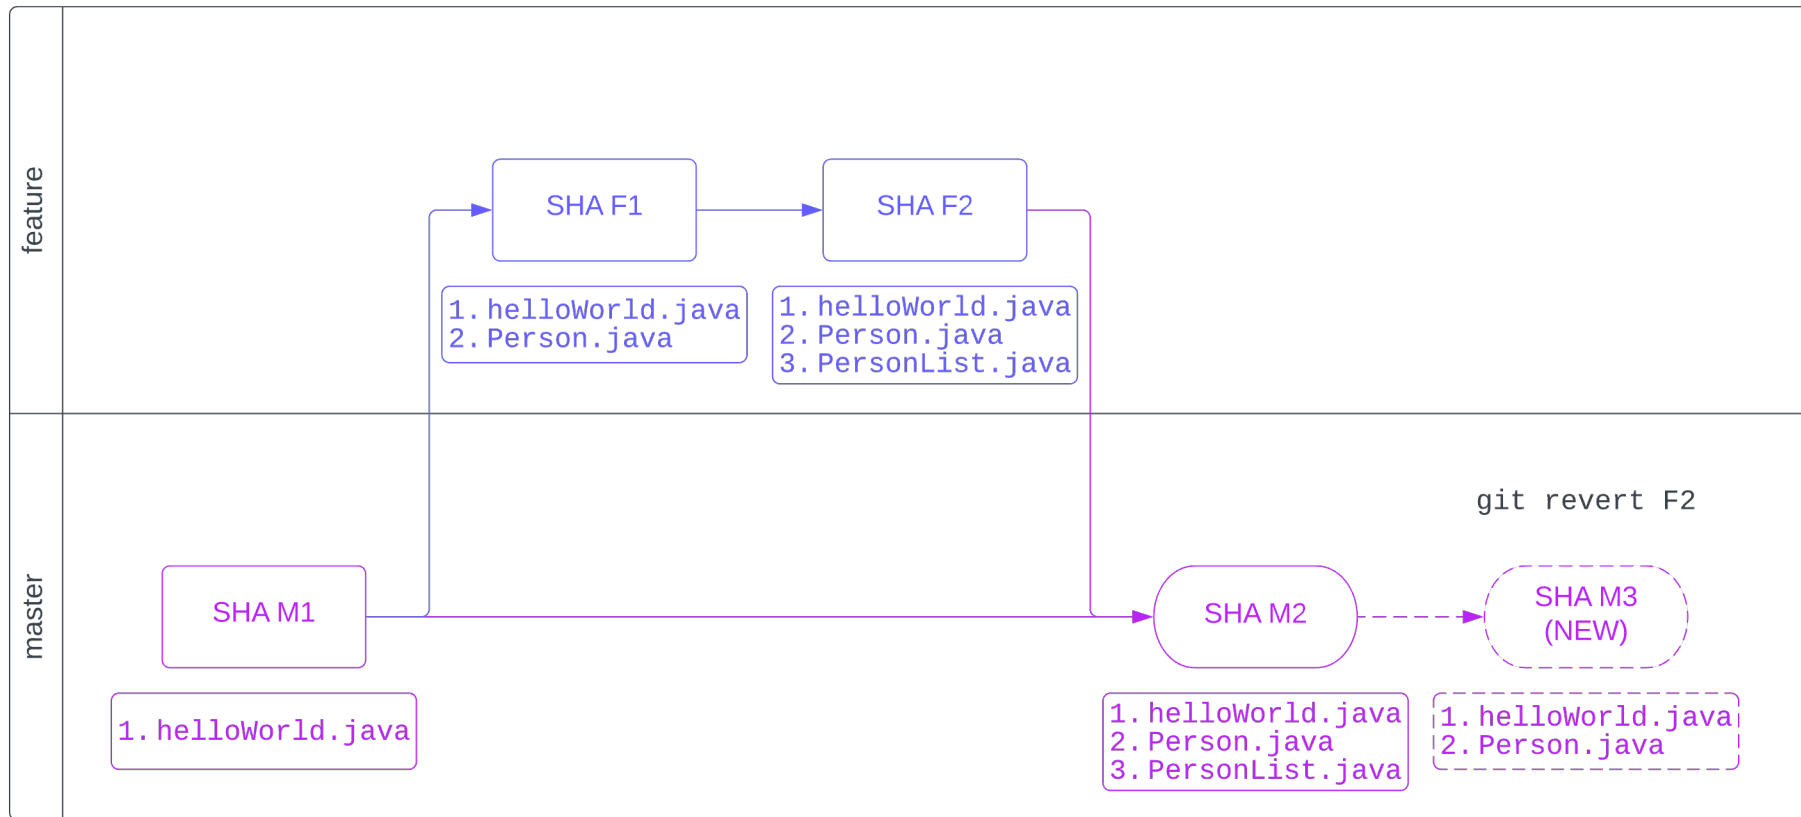 feature
SHA F1
SHA F2
1. helloWorld.java
2. Person.java
1. helloWorld.java
2. Person.java
3. PersonList.java
master
git revert F2
SHA M1
SHA M2
SHA M3
(NEW)
1. helloWorld.java
1. helloWorld.java
2. Person.java
3. PersonList.java
1. helloWorld.java
2. Person.java